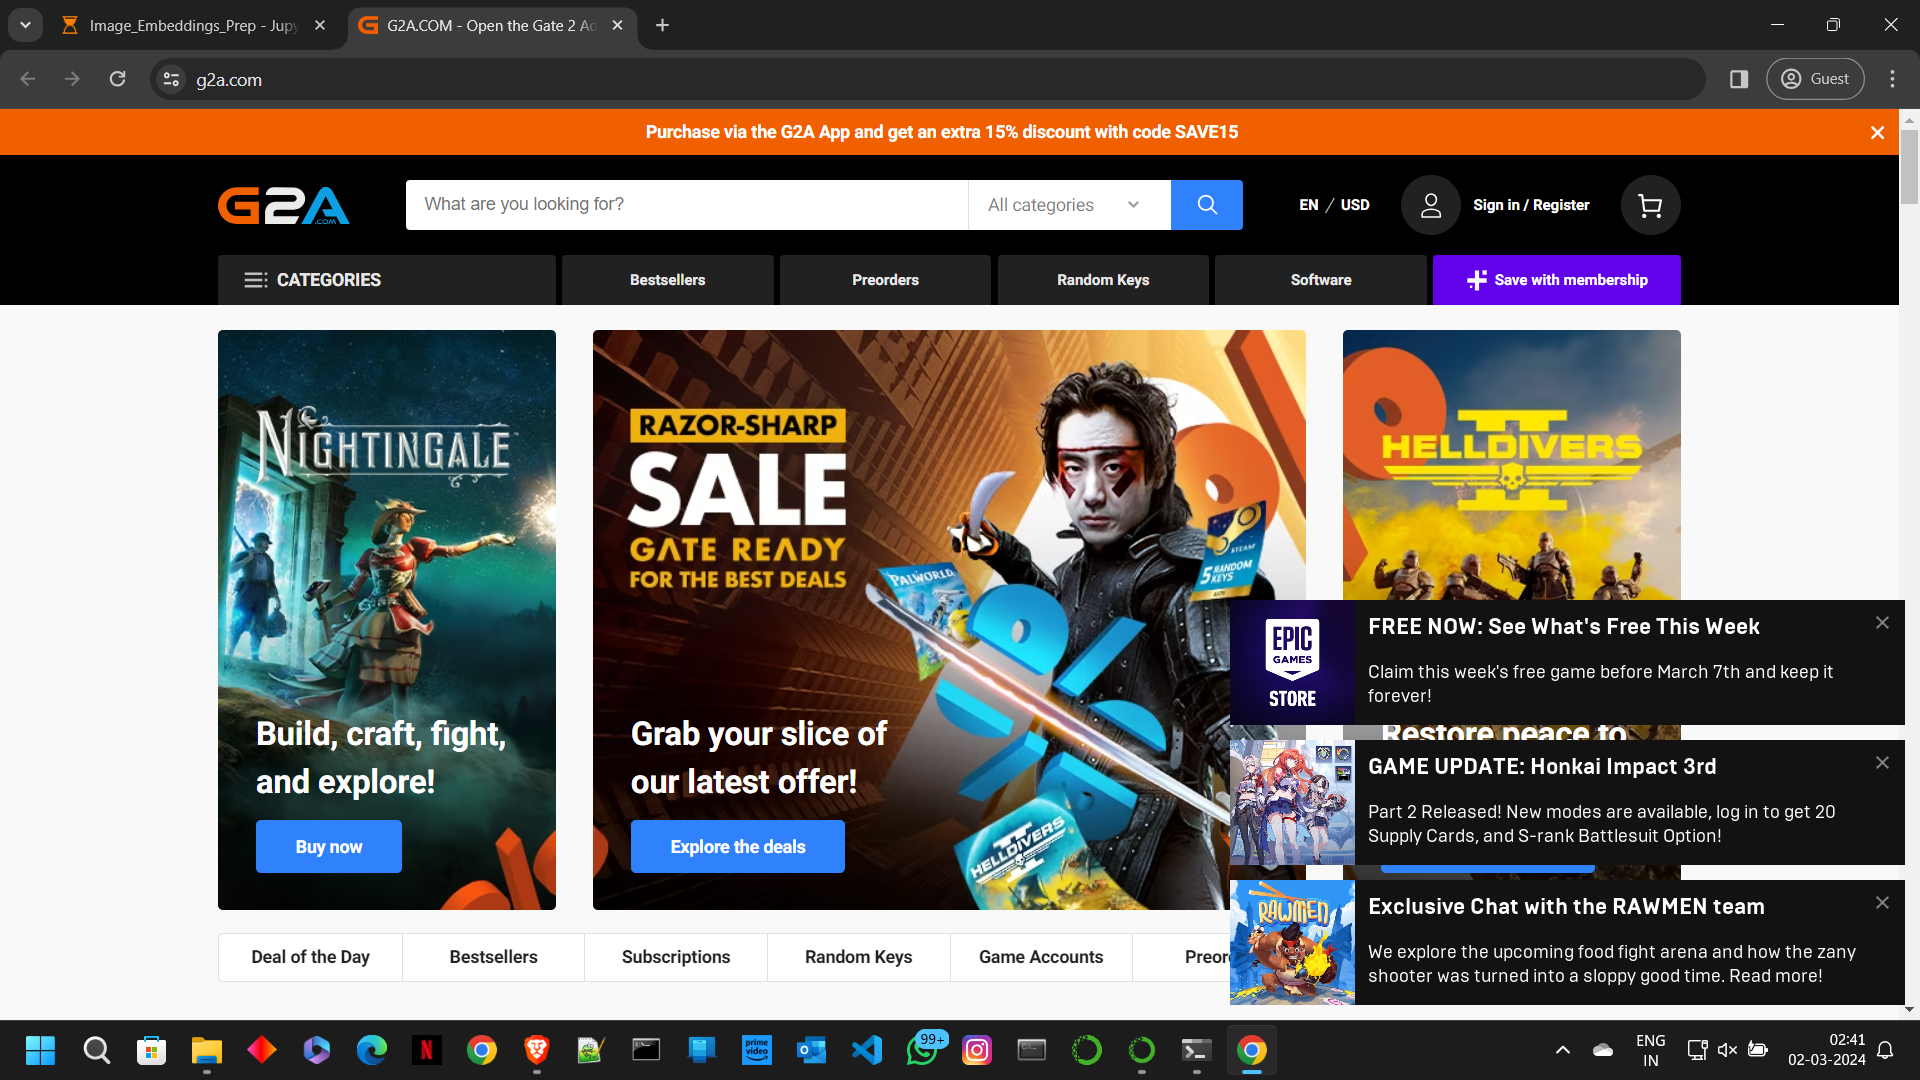 Image_Embeddings_Prep - Jupy
G2A.COM - Open the Gate 2 Ad
g2a.com
Guest
Purchase via the G2A App and get an extra 15% discount with code SAVE15
G2A.COM
What are you looking for?
All categories
EN / USD
Sign in / Register
CATEGORIES
Bestsellers
Preorders
Random Keys
Software
Save with membership
NIGHTINGALE
Build, craft, fight,
and explore!
Buy now
RAZOR-SHARP
SALE
GATE READY
FOR THE BEST DEALS
PALWORLD
STEAM
5 RANDOM
KEYS
HELLDIVERS
II
Grab your slice of
our latest offer!
Explore the deals
HELLDIVERS
II
Restore peace to
EPIC
GAMES
STORE
FREE NOW: See What's Free This Week
Claim this week's free game before March 7th and keep it
forever!
GAME UPDATE: Honkai Impact 3rd
Part 2 Released! New modes are available, log in to get 20
Supply Cards, and S-rank Battlesuit Option!
RAWMEN
Exclusive Chat with the RAWMEN team
We explore the upcoming food fight arena and how the zany
shooter was turned into a sloppy good time. Read more!
Deal of the Day
Bestsellers
Subscriptions
Random Keys
Game Accounts
Preor
prime
video
99+
ENG
IN
02:41
02-03-2024